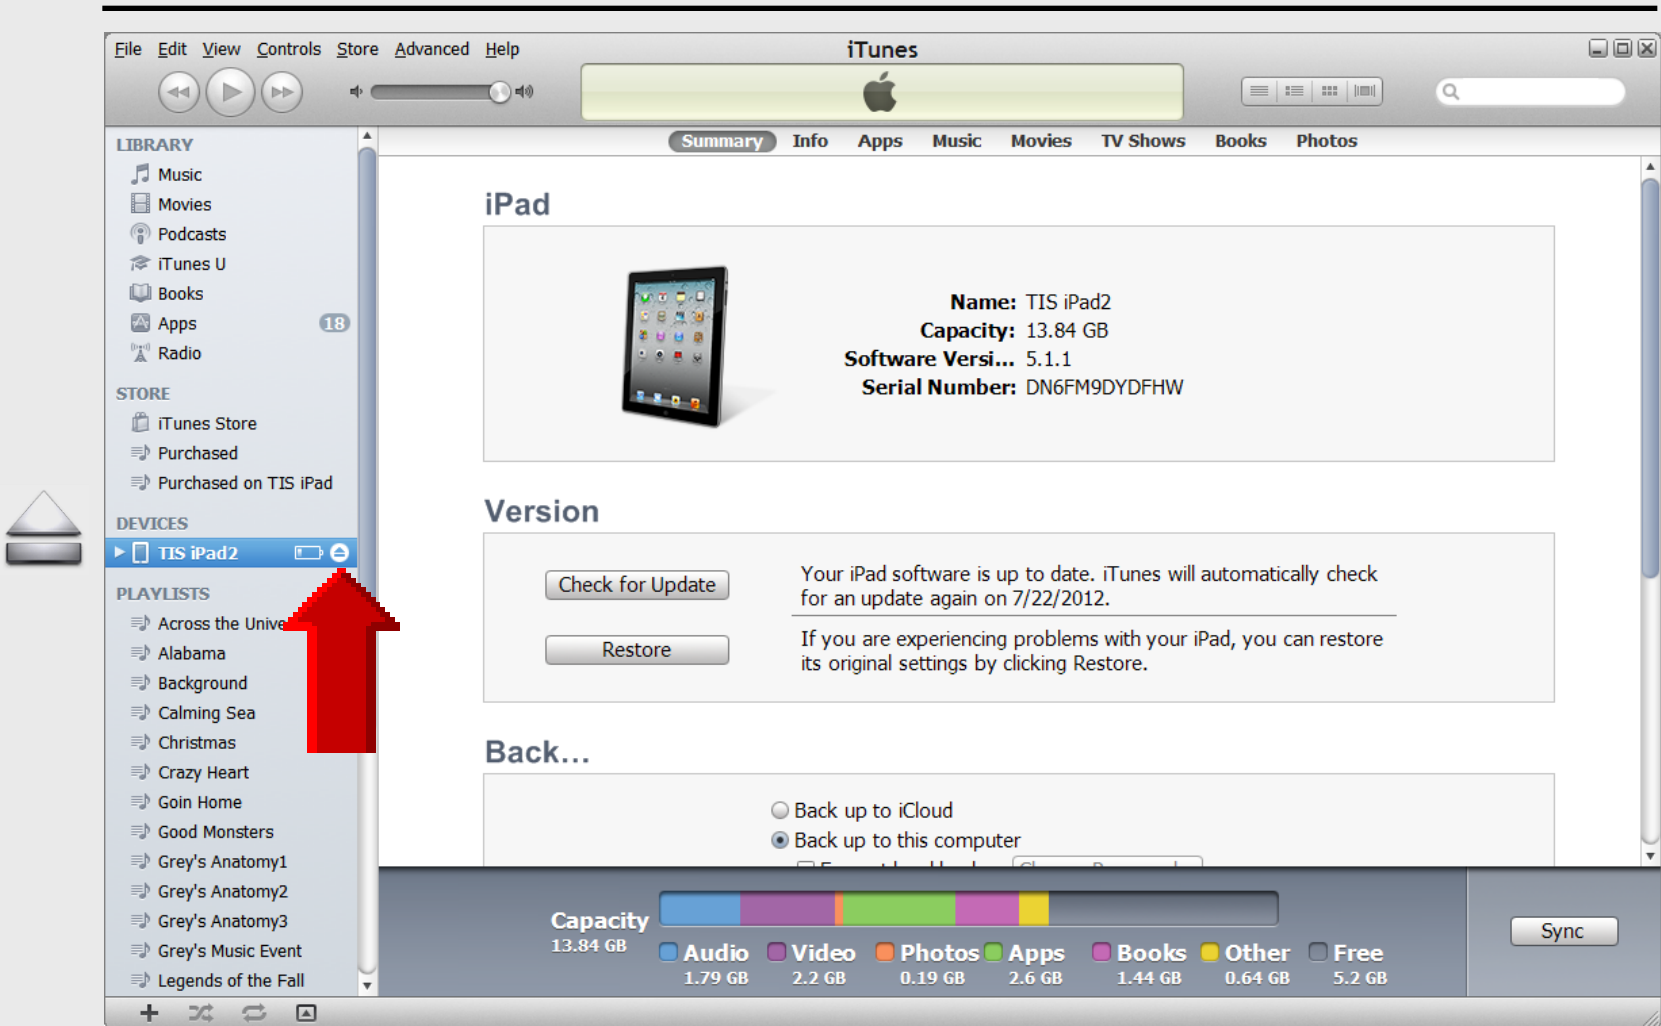 File Edit View Controls Store Advanced Help
iTunes
Summary Info Apps Music Movies TV Shows Books Photos
LIBRARY
Music
Movies
Podcasts
iTunes U
Books
Apps 18
Radio
STORE
iTunes Store
Purchased
Purchased on TIS iPad
DEVICES
TIS iPad2
PLAYLISTS
Across the
Alabama
Background
Calming Sea
Christmas
Crazy Heart
Goin Home
Good Monsters
Grey's Anatomy1
Grey's Anatomy2
Grey's Anatomy3
Grey's Music Event
Legends of the Fall
iPad
Name: TIS iPad2
Capacity: 13.84 GB
Software Versi... 5.1.1
Serial Number: DN6FM9DYDFHW
Version
Check for Update
Your iPad software is up to date. iTunes will automatically check
for an update again on 7/22/2012.
Restore
If you are experiencing problems with your iPad, you can restore
its original settings by clicking Restore.
Back...
Back up to iCloud
Back up to this computer
Capacity
13.84 GB
Audio Video Photos Apps Books Other Free
1.79 GB 2.2 GB 0.19 GB 2.6 GB 1.44 GB 0.64 GB 5.2 GB
Sync